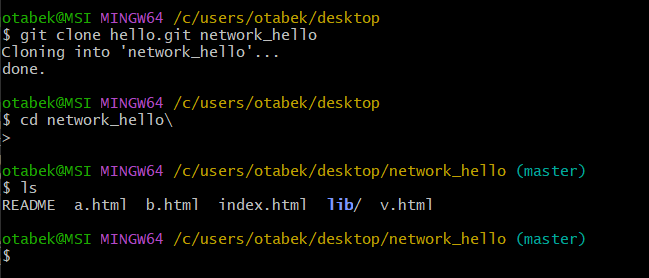 otabek@MSI MINGW64 /c/users/otabek/desktop
$ git clone hello.git network_hello
Cloning into 'network_hello'...
done.
otabek@MSI MINGW64 /c/users/otabek/desktop
$ cd network_hello\
>
otabek@MSI MINGW64 /c/users/otabek/desktop/network_hello (master)
$ ls
README  a.html  b.html  index.html  lib/  v.html
otabek@MSI MINGW64 /c/users/otabek/desktop/network_hello (master)
$